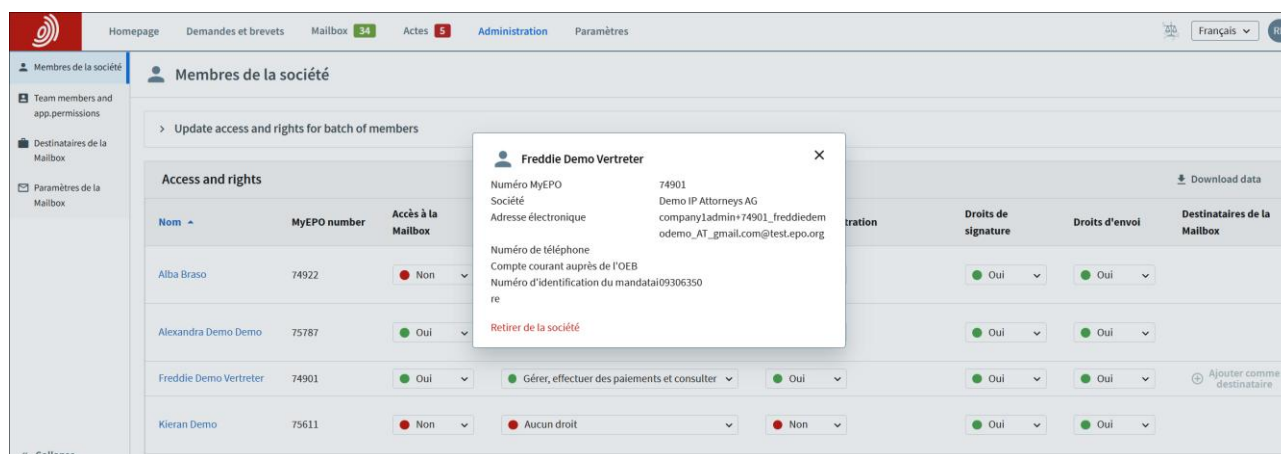 Homepage Demandes et brevets Mailbox 34 Actes 5 Administration Paramètres Français
Membres de la société
Team members and
app.permissions
Destinataires de la
Mailbox
Paramètres de la
Mailbox
Membres de la société
Update access and rights for batch of members
Access and rights Download data
Freddie Demo Vertreter
Numéro MyEPO 74901
Société Demo IP Attorneys AG
Adresse électronique company1admin+74901_freddiedem
odemo_AT_gmail.com@test.epo.org
Numéro de téléphone
Compte courant auprès de l'OEB
Numéro d'identification du mandatai09306350
re
Retirer de la société
Nom MyEPO number Accès à la
Mailbox
Droits de
signature
Droits d'envoi Destinataires de la
Mailbox
Alba Braso 74922 Non Oui Oui
Alexandra Demo Demo 75787 Oui Oui Oui
Freddie Demo Vertreter 74901 Oui Gérer, effectuer des paiements et consulter Oui Oui Oui Ajouter comme
destinataire
Kieran Demo 75611 Non Aucun droit Non Oui Oui